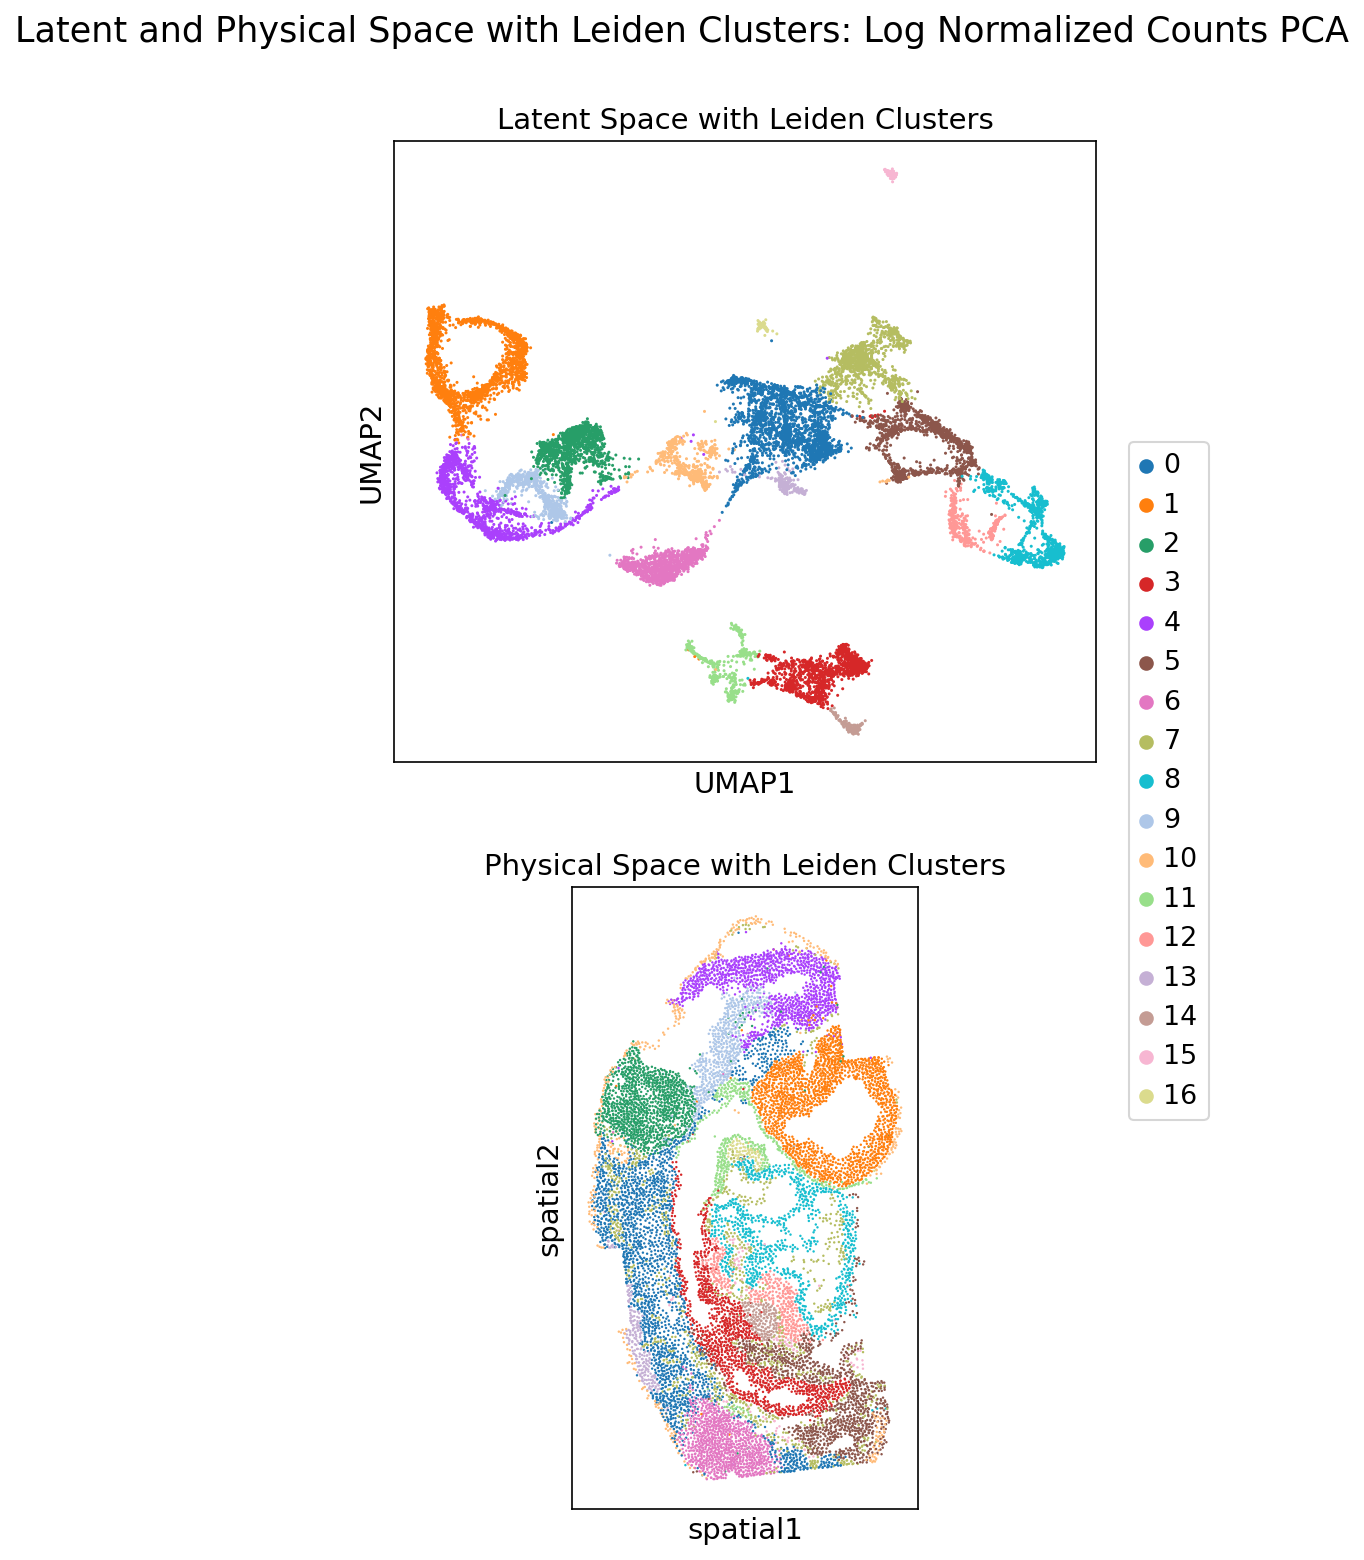 Latent and Physical Space with Leiden Clusters: Log Normalized Counts PCA
Latent Space with Leiden Clusters
UMAP2
UMAP1
0
1
2
3
4
5
6
7
8
9
10
11
12
13
14
15
16
Physical Space with Leiden Clusters
spatial2
spatial1